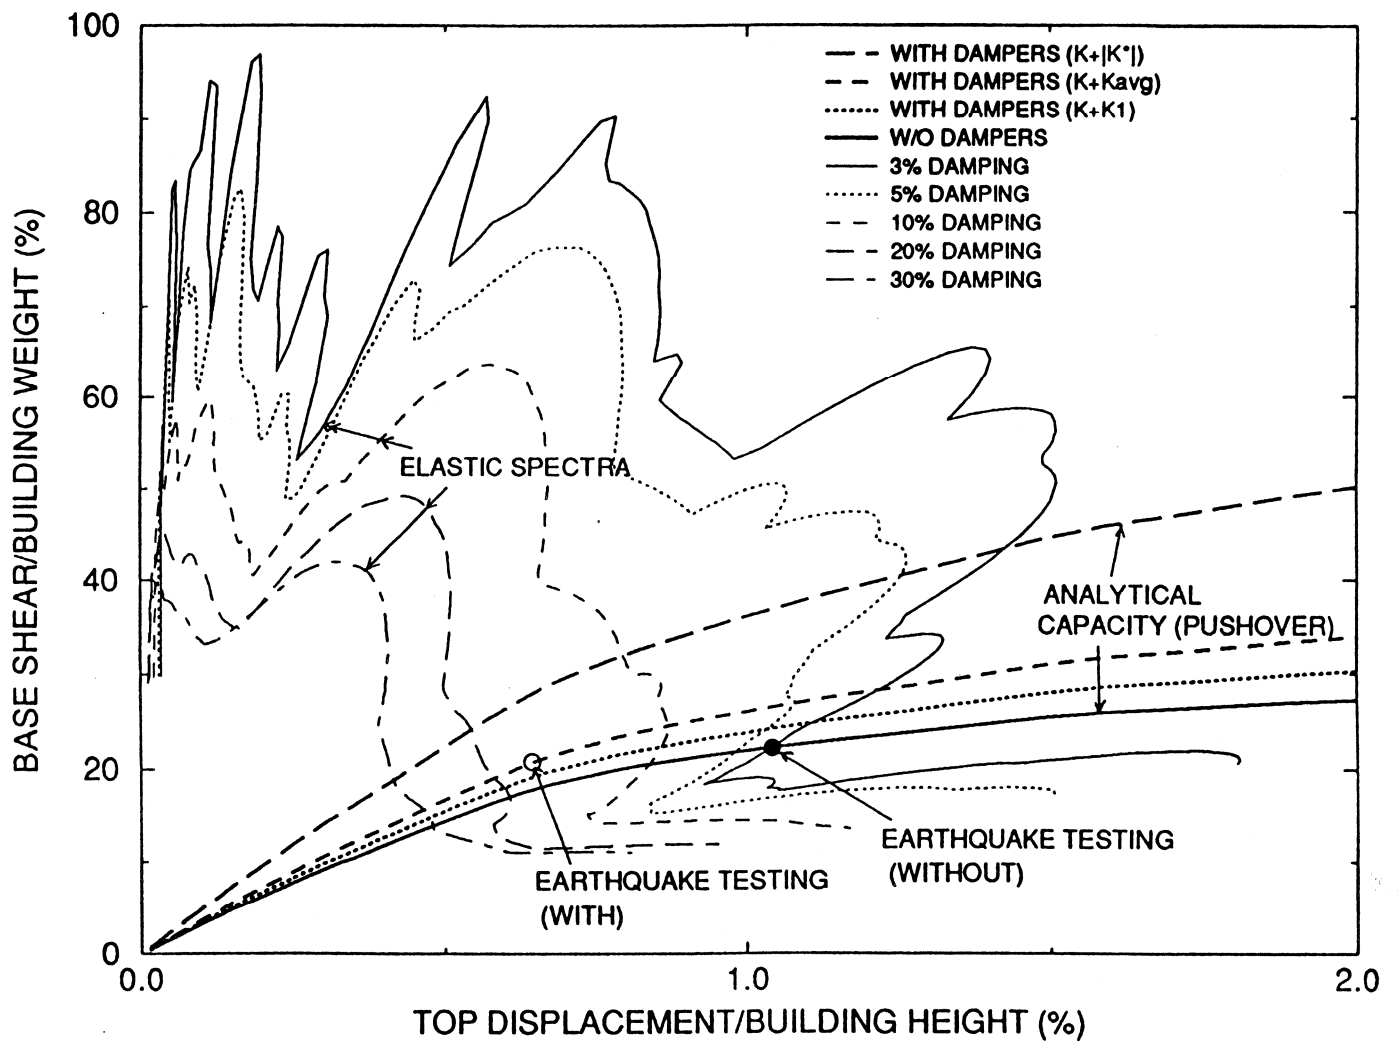 100
80
60
40
20
0
0.0
1.0
2.0
BASE SHEAR/BUILDING WEIGHT (%)
TOP DISPLACEMENT/BUILDING HEIGHT (%)
WITH DAMPERS (K+|K*|)
WITH DAMPERS (K+Kavg)
WITH DAMPERS (K+K1)
W/O DAMPERS
3% DAMPING
5% DAMPING
10% DAMPING
20% DAMPING
30% DAMPING
ELASTIC SPECTRA
ANALYTICAL
CAPACITY (PUSHOVER)
EARTHQUAKE TESTING
(WITHOUT)
EARTHQUAKE TESTING
(WITH)